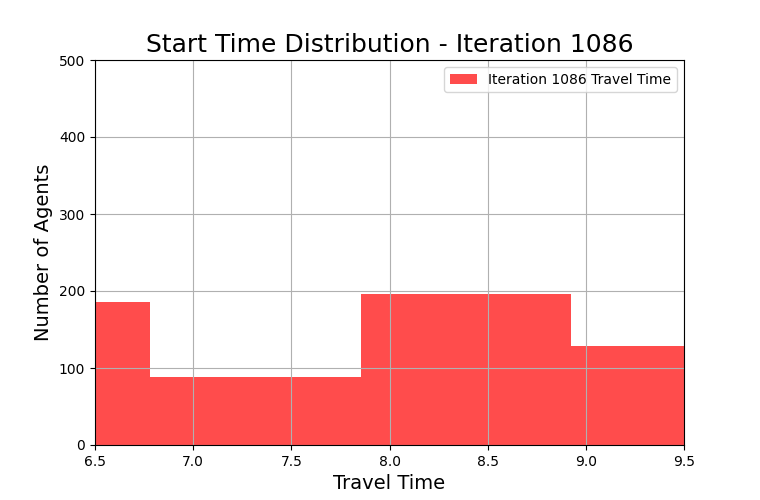 Start Time Distribution - Iteration 1086
Iteration 1086 Travel Time
Number of Agents
500
400
300
200
100
0
6.5 7.0 7.5 8.0 8.5 9.0 9.5
Travel Time